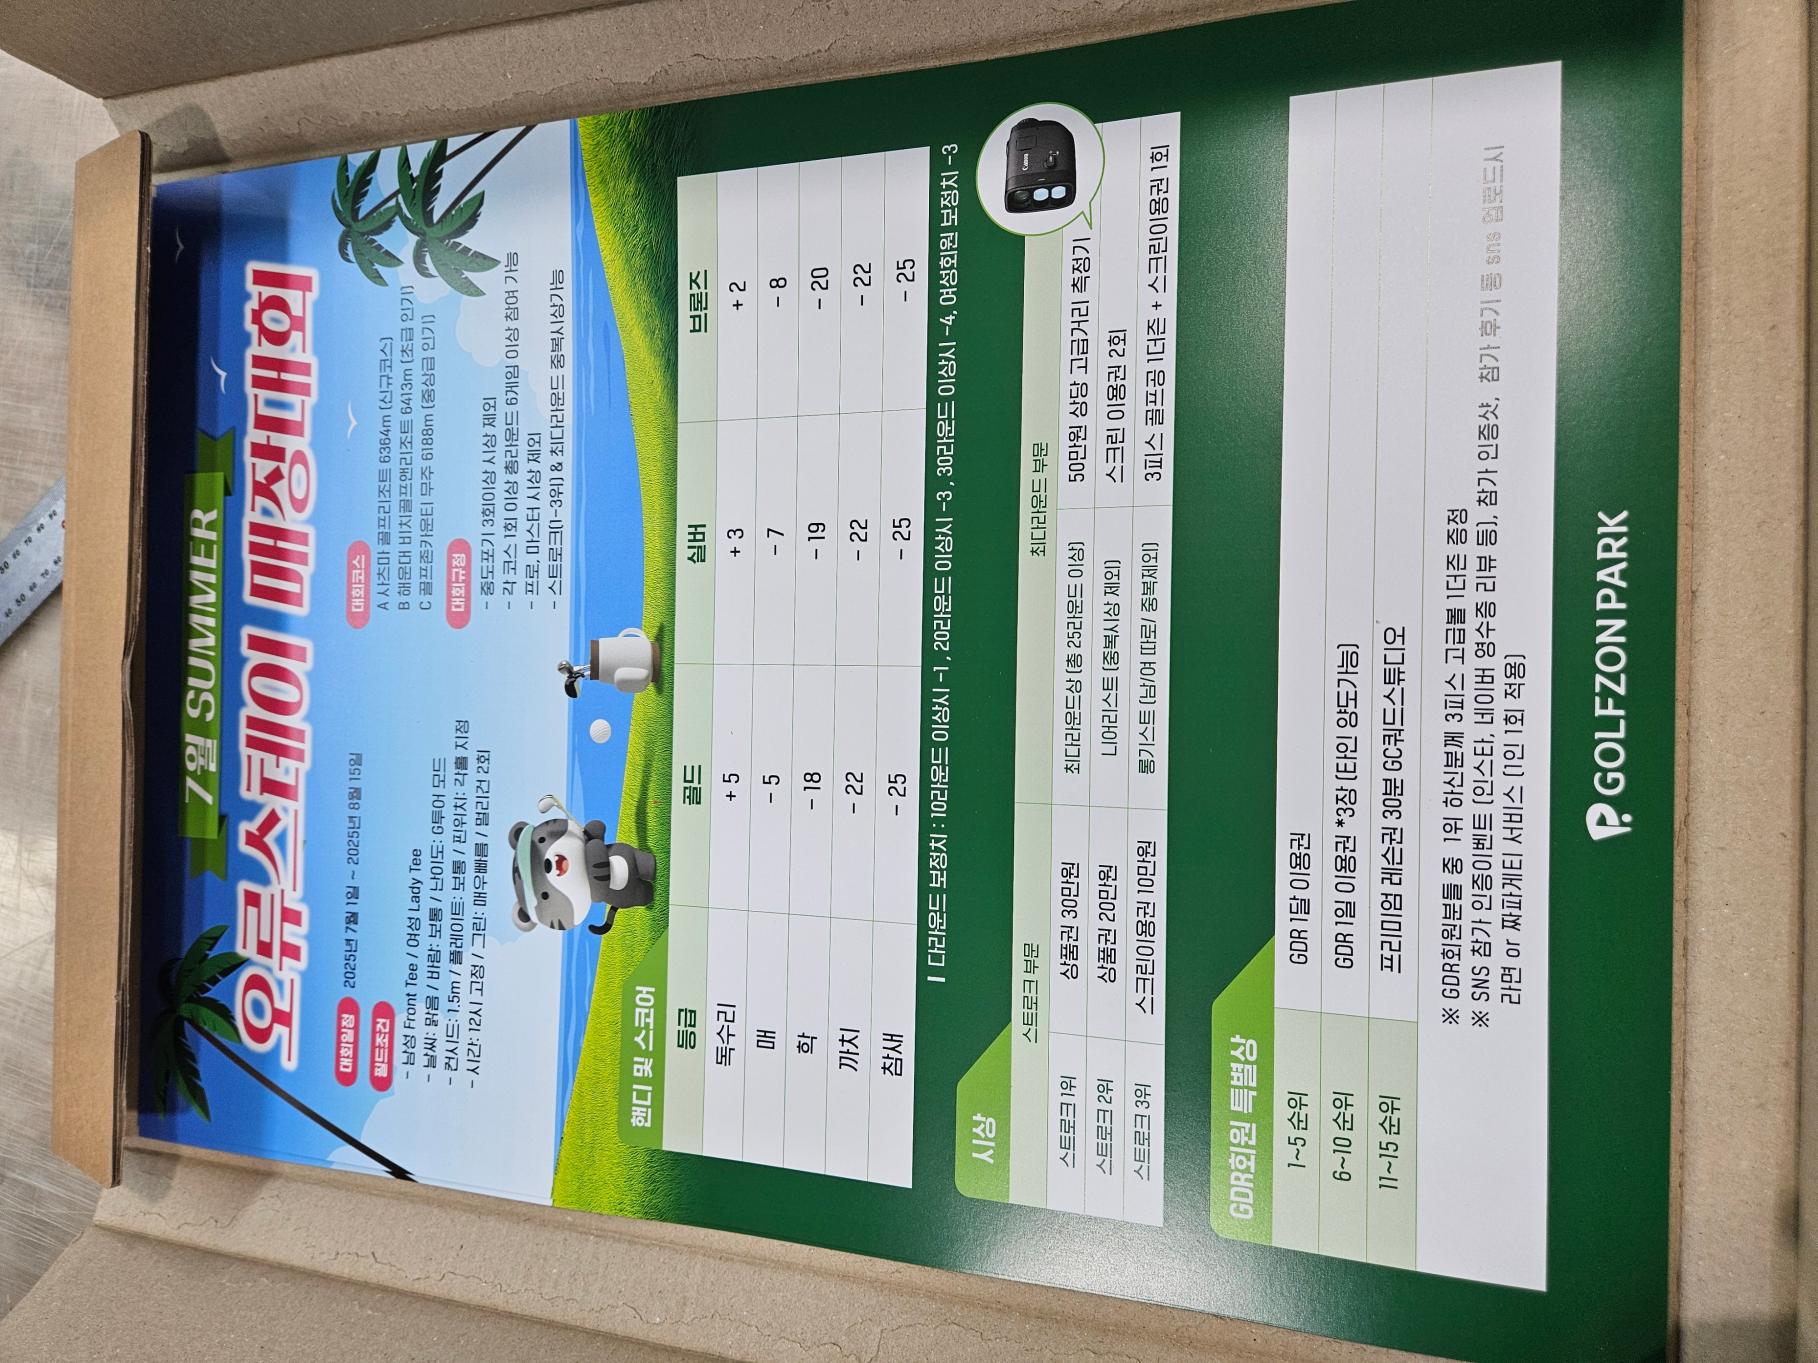 7월 SUMMER
오류스테이 매장대회
대회일정 2025년 7월 1일 ~ 2025년 8월 15일
필드조건
- 남성 Front Tee / 여성 Lady Tee
- 날씨: 맑음 / 바람: 보통 / 난이도: G투어 모드
- 컨시드: 1.5m / 플레이트: 보통 / 핀위치: 각홀 지정
- 시간: 12시 고정 / 그린: 매우빠름 / 멀리건 2회
대회코스
A 사츠마 골프리조트 6364m (신규코스)
B 해운대 비치골프앤리조트 6413m (초급 인기)
C 골프존카운티 무주 6188m (중상급 인기)
대회규정
- 중도포기 3회이상 시상 제외
- 각 코스 1회 이상 총라운드 6게임 이상 참여 가능
- 프로, 마스터 시상 제외
- 스트로크(1-3위) & 최다라운드 중복시상가능
핸디 및 스코어
등급 골드 실버 브론즈
독수리 + 5 + 3 + 2
매 - 5 - 7 - 8
학 - 18 - 19 - 20
까치 - 22 - 22 - 22
참새 - 25 - 25 - 25
| 다라운드 보정치 : 10라운드 이상시 -1, 20라운드 이상시 -3, 30라운드 이상시 -4, 여성회원 보정치 -3
시상
스트로크 부문 최다라운드 부문
스트로크 1위 상품권 30만원 최다라운드상 (총 25라운드 이상) 50만원 상당 고급거리 측정기
스트로크 2위 상품권 20만원 니어리스트 (중복시상 제외) 스크린 이용권 2회
스트로크 3위 스크린이용권 10만원 롱기스트 (남/여 따로/ 중복제외) 3피스 골프공 1더즌 + 스크린이용권 1회
Canon
GDR회원 특별상
1~5 순위 GDR 1달 이용권
6~10 순위 GDR 1일 이용권 *3장 (타인 양도가능)
11~15 순위 프리미엄 레슨권 30분 GC쿼드스튜디오
※ GDR회원분들 중 1위 하신분께 3피스 고급볼 1더즌 증정
※ SNS 참가 인증이벤트 (인스타, 네이버 영수증 리뷰 등), 참가 인증샷, 참가 후기 등 sns 업로드시
라면 or 짜파게티 서비스 (1인 1회 적용)
GOLFZON PARK